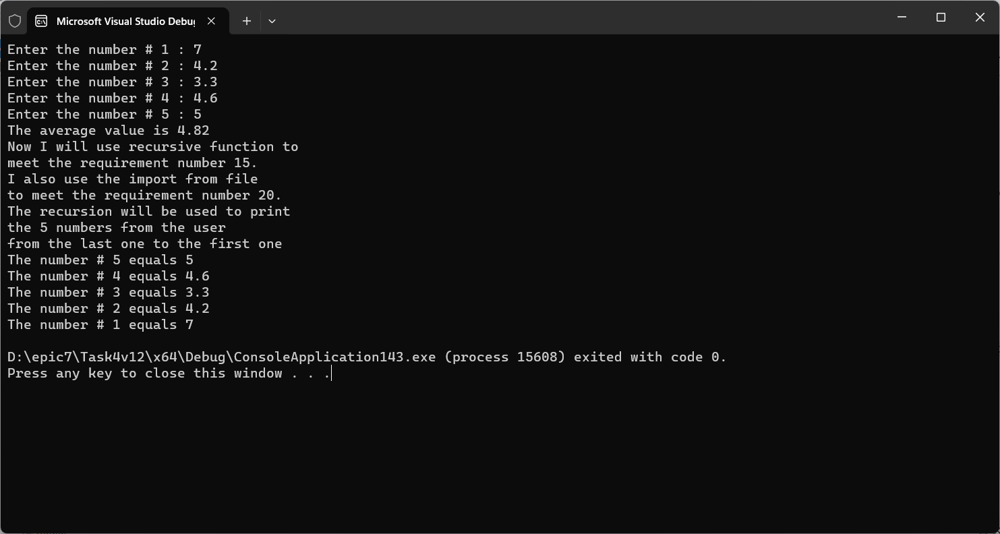 Microsoft Visual Studio Debug
Enter the number # 1 : 7
Enter the number # 2 : 4.2
Enter the number # 3 : 3.3
Enter the number # 4 : 4.6
Enter the number # 5 : 5
The average value is 4.82
Now I will use recursive function to
meet the requirement number 15.
I also use the import from file
to meet the requirement number 20.
The recursion will be used to print
the 5 numbers from the user
from the last one to the first one
The number # 5 equals 5
The number # 4 equals 4.6
The number # 3 equals 3.3
The number # 2 equals 4.2
The number # 1 equals 7
D:\epic7\Task4v12\x64\Debug\ConsoleApplication143.exe (process 15608) exited with code 0.
Press any key to close this window . . .